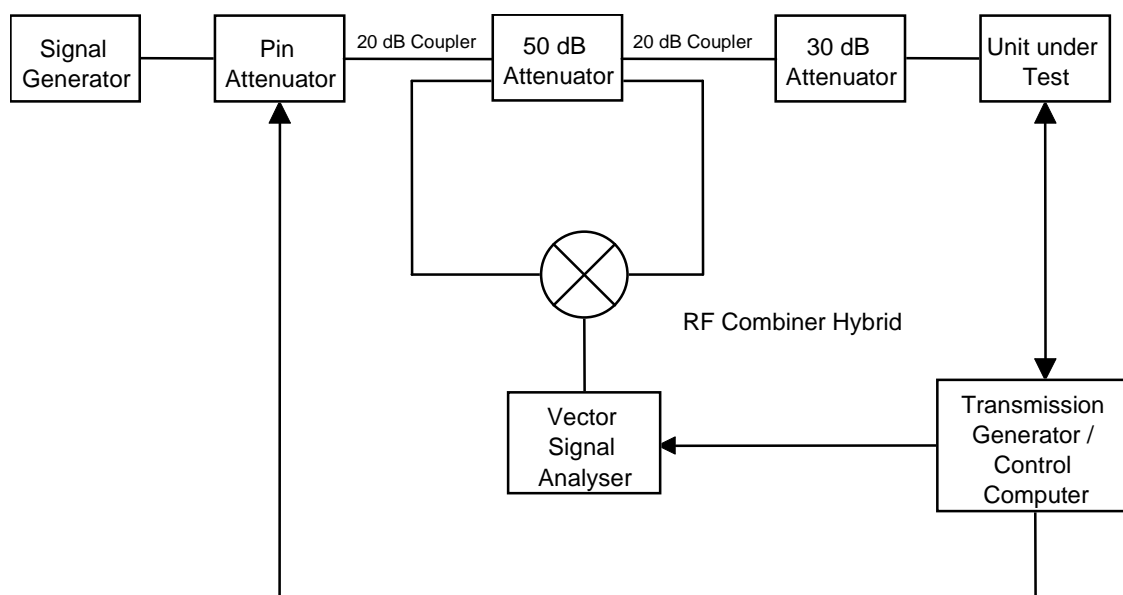 Signal
Generator
Pin
Attenuator
20 dB Coupler
50 dB
Attenuator
20 dB Coupler
30 dB
Attenuator
Unit under
Test
RF Combiner Hybrid
Vector
Signal
Analyser
Transmission
Generator /
Control
Computer